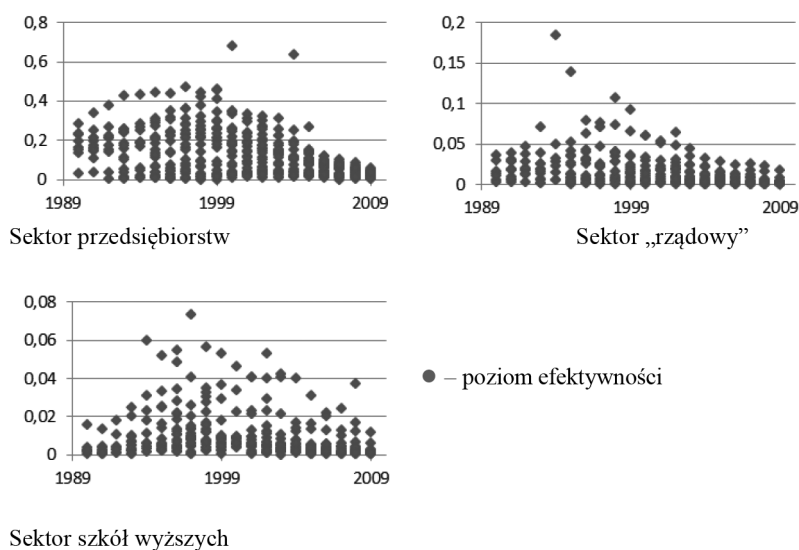 0,8
0,6
0,4
0,2
0
1989 1999 2009
Sektor przedsiębiorstw
0,2
0,15
0,1
0,05
0
1989 1999 2009
Sektor „rządowy”
0,08
0,06
0,04
0,02
0
1989 1999 2009
Sektor szkół wyższych
– poziom efektywności